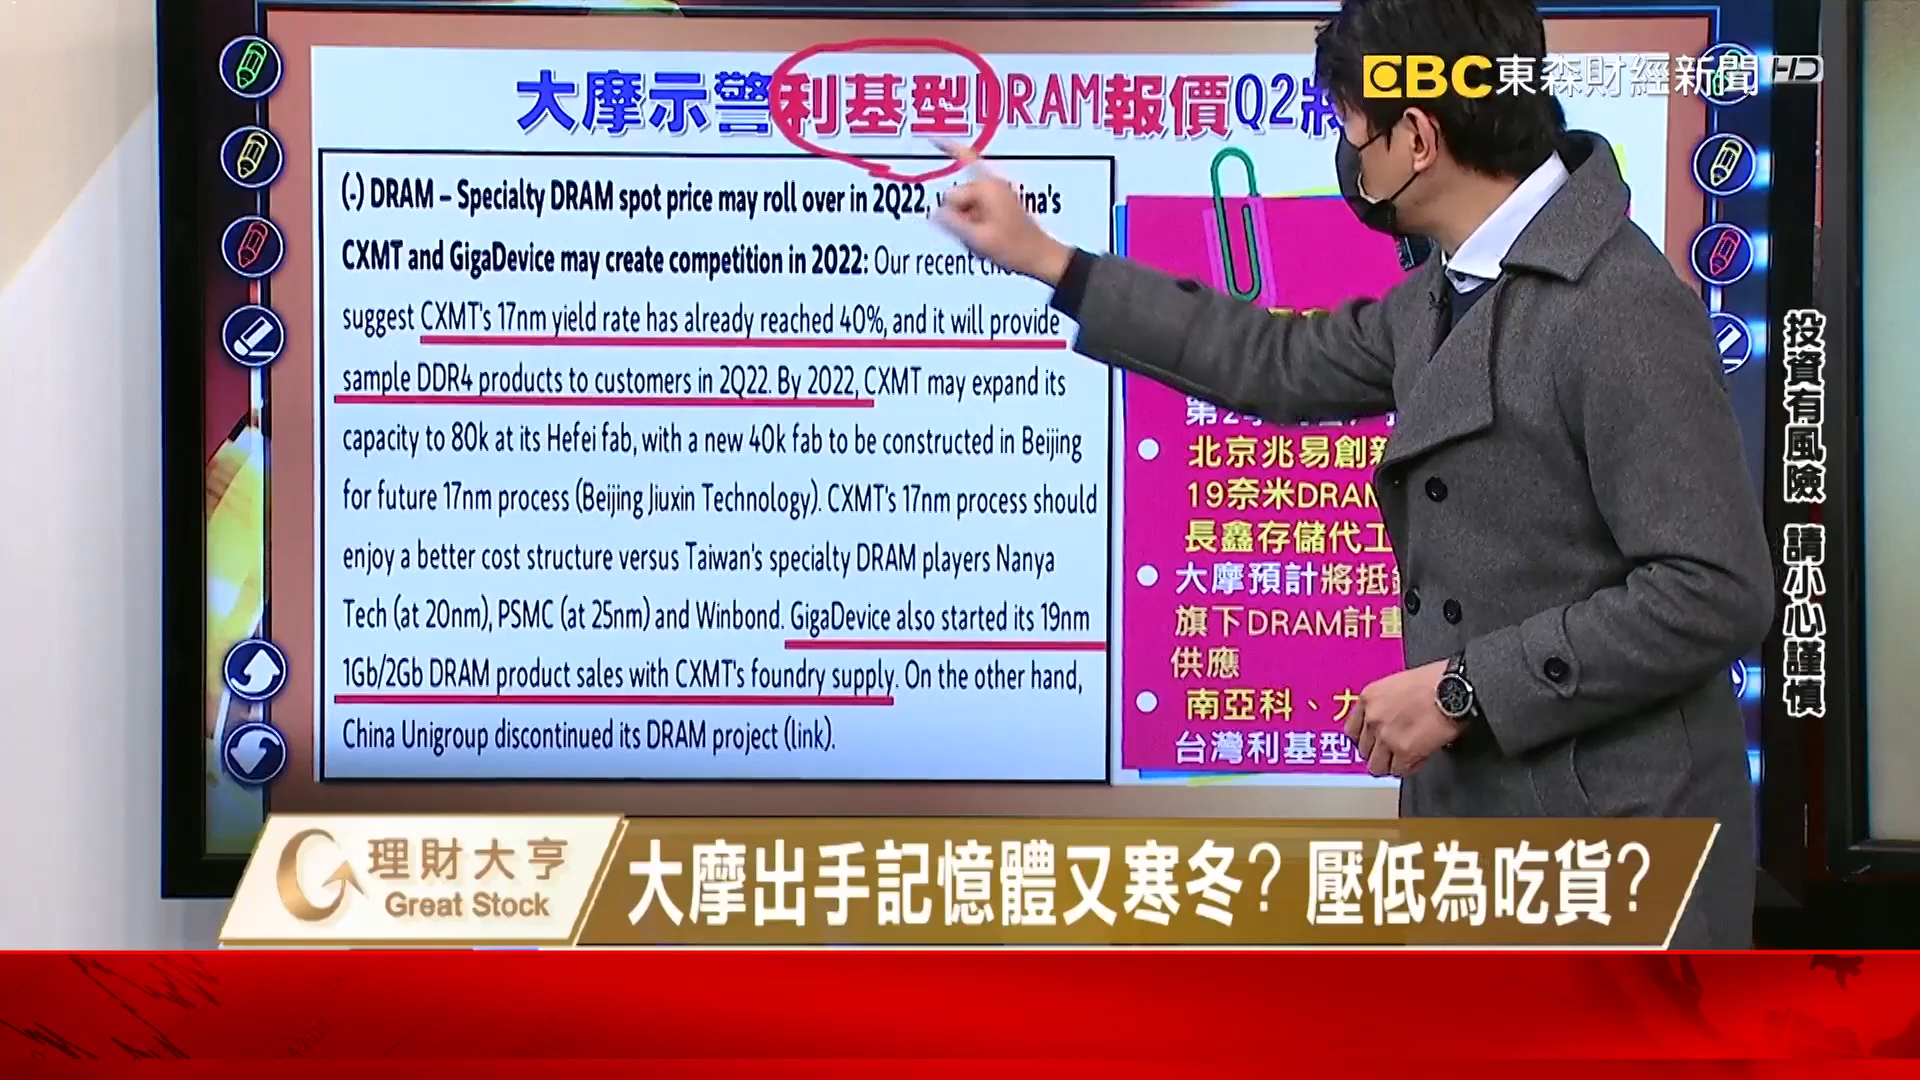 EBC東森財經新聞 HD
大摩示警利基型DRAM報價Q2將
(-) DRAM – Specialty DRAM spot price may roll over in 2Q22,
CXMT and GigaDevice may create competition in 2022: Our recent
suggest CXMT's 17nm yield rate has already reached 40%, and it will provide
sample DDR4 products to customers in 2Q22. By 2022, CXMT may expand its
capacity to 80k at its Hefei fab, with a new 40k fab to be constructed in Beijing
for future 17nm process (Beijing Jiuxin Technology). CXMT's 17nm process should
enjoy a better cost structure versus Taiwan's specialty DRAM players Nanya
Tech (at 20nm), PSMC (at 25nm) and Winbond. GigaDevice also started its 19nm
1Gb/2Gb DRAM product sales with CXMT's foundry supply. On the other hand,
China Unigroup discontinued its DRAM project (link).
北京兆易創新
19奈米DRAM
長鑫存儲代工
大摩預計將抵
旗下DRAM計畫
供應
南亞科、力
台灣利基型
投資有風險 請小心謹慎
理財大亨
Great Stock
大摩出手記憶體又寒冬? 壓低為吃貨?